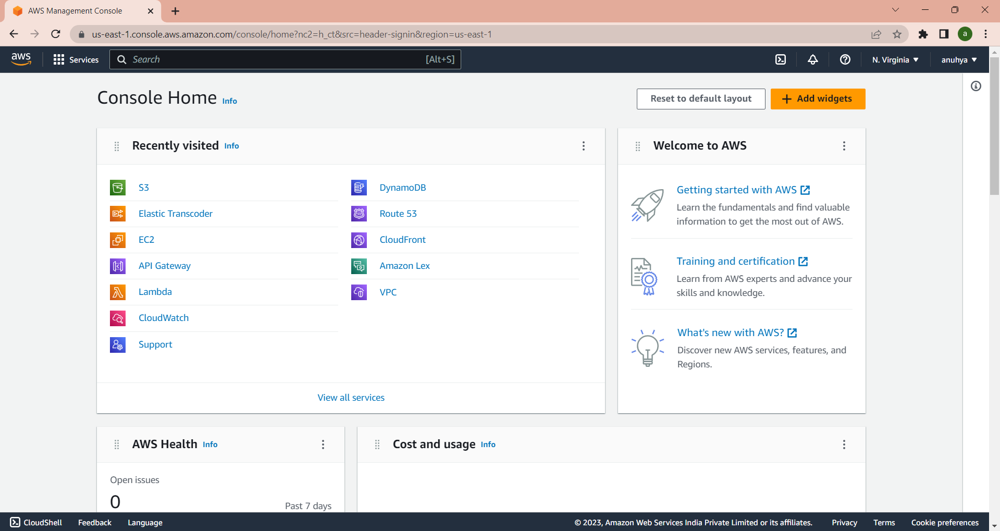 AWS Management Console
us-east-1.console.aws.amazon.com/console/home?nc2=h_ct&src=header-signin&region=us-east-1
a
aws
Services
Search
[Alt+S]
N. Virginia
anuhya
Console Home Info
Reset to default layout
Add widgets
Recently visited Info
S3
Elastic Transcoder
EC2
API Gateway
Lambda
CloudWatch
Support
DynamoDB
Route 53
CloudFront
Amazon Lex
VPC
View all services
Welcome to AWS
Getting started with AWS
Learn the fundamentals and find valuable
information to get the most out of AWS.
Training and certification
Learn from AWS experts and advance your
skills and knowledge.
What's new with AWS?
Discover new AWS services, features, and
Regions.
AWS Health Info
Open issues
0
Past 7 days
Cost and usage Info
CloudShell
Feedback
Language
© 2023, Amazon Web Services India Private Limited or its affiliates.
Privacy
Terms
Cookie preferences